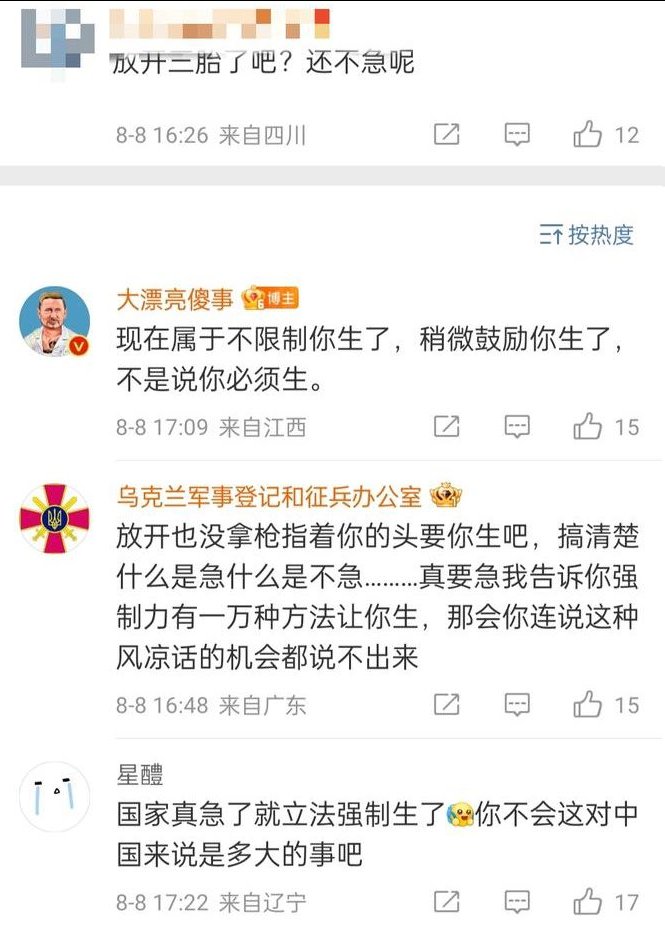 放开三胎了吧？还不急呢
8-8 16:26 来自四川
12
按热度
大漂亮傻事 6 博主
现在属于不限制你生了，稍微鼓励你生了，
不是说你必须生。
8-8 17:09 来自江西
15
乌克兰军事登记和征兵办公室
放开也没拿枪指着你的头要你生吧，搞清楚
什么是急什么是不急………真要急我告诉你强
制力有一万种方法让你生，那会你连说这种
风凉话的机会都说不出来
8-8 16:48 来自广东
15
星醴
国家真急了就立法强制生了你不会这对中
国来说是多大的事吧
8-8 17:22 来自辽宁
17